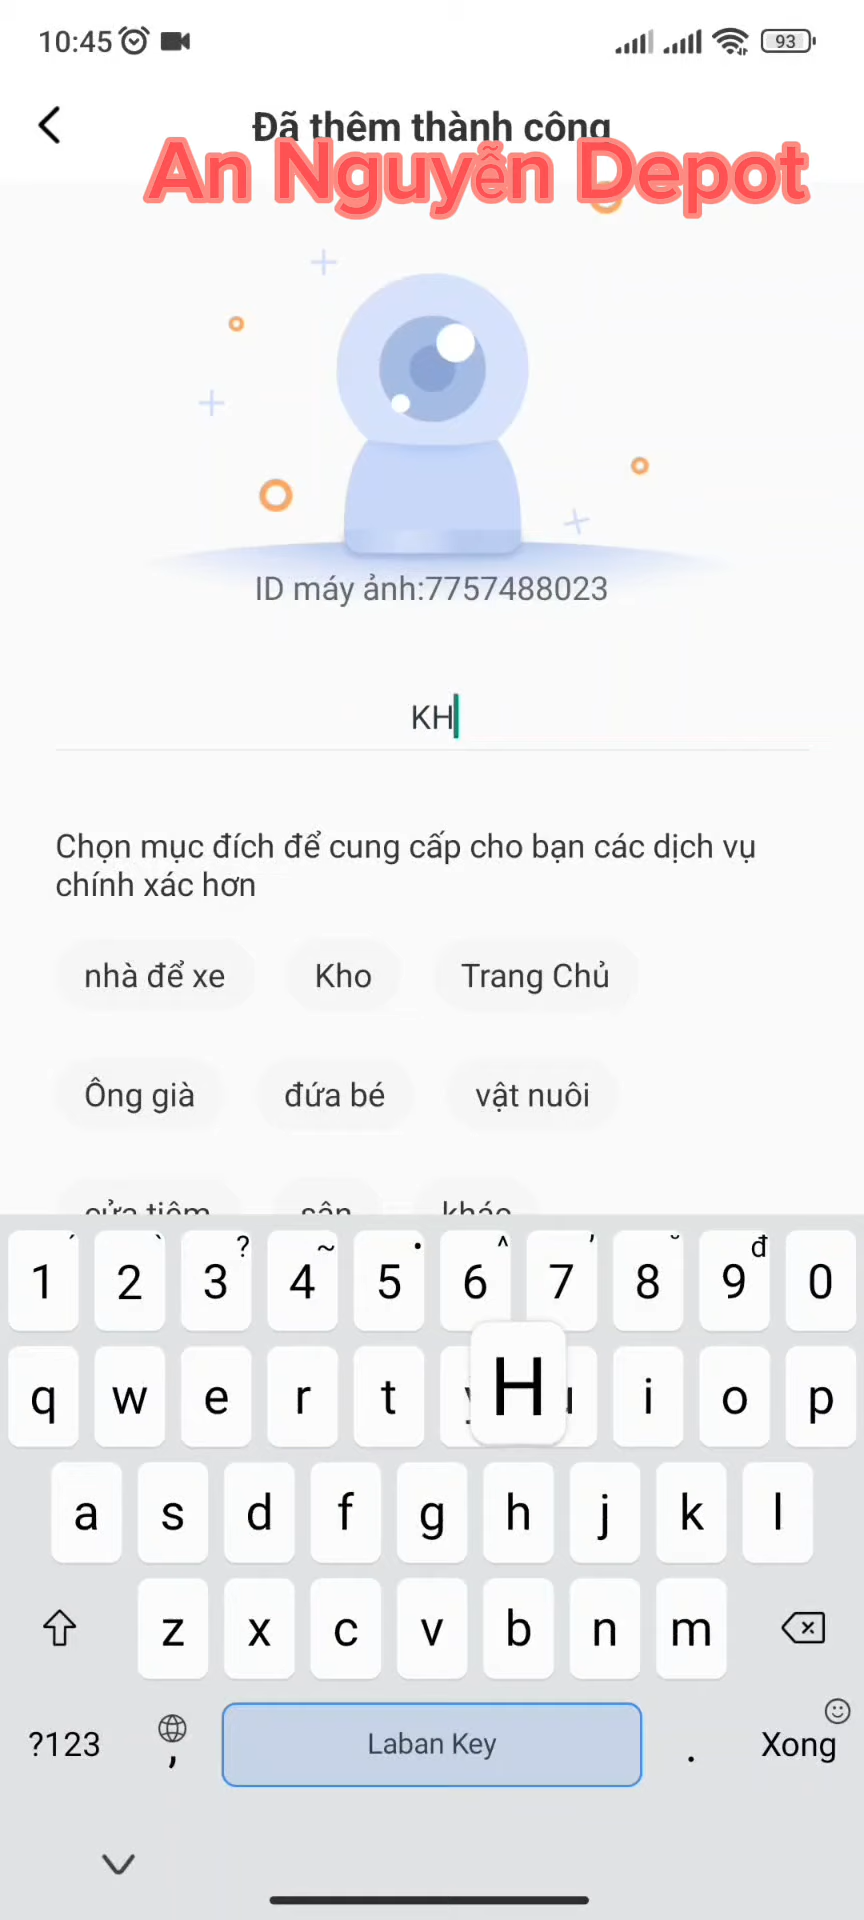 10:45
93
Đã thêm thành công
An Nguyễn Depot
ID máy ảnh:7757488023
KH
Chọn mục đích để cung cấp cho bạn các dịch vụ
chính xác hơn
nhà để xe Kho Trang Chủ
Ông già đứa bé vật nuôi
cửa tiệm sân khác
1 2 3 ? 4 ~ 5 6 ^ 7 8 9 đ 0
q w e r t H i o p
a s d f g h j k l
z x c v b n m
?123 , Laban Key . Xong